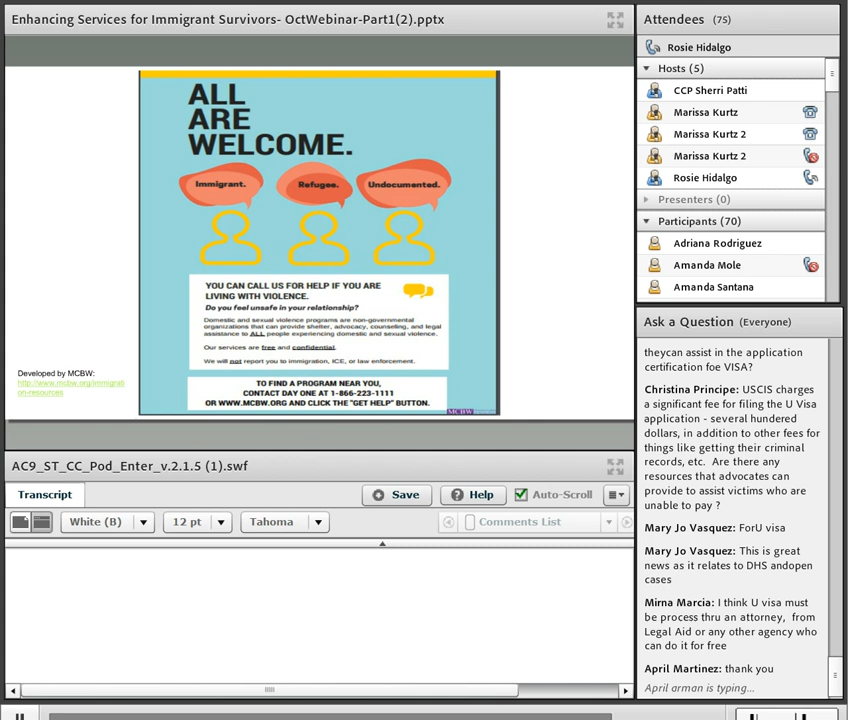 Enhancing Services for Immigrant Survivors- OctWebinar-Part1(2).pptx
ALL
ARE
WELCOME.
Immigrant. Refugee. Undocumented.
YOU CAN CALL US FOR HELP IF YOU ARE
LIVING WITH VIOLENCE.
Do you feel unsafe in your relationship?
Domestic and sexual violence programs are non-governmental
organizations that can provide shelter, advocacy, counseling, and legal
assistance to ALL people experiencing domestic and sexual violence.
Our services are free and confidential.
We will not report you to immigration, ICE, or law enforcement.
TO FIND A PROGRAM NEAR YOU,
CONTACT DAY ONE AT 1-866-223-1111
OR WWW.MCBW.ORG AND CLICK THE "GET HELP" BUTTON.
MCBW
Developed by MCBW:
http://www.mcbw.org/immigrati
on-resources
AC9_ST_CC_Pod_Enter_v.2.1.5 (1).swf
Transcript Save Help Auto-Scroll
White (B) 12 pt Tahoma Comments List
Attendees (75)
Rosie Hidalgo
Hosts (5)
CCP Sherri Patti
Marissa Kurtz
Marissa Kurtz 2
Marissa Kurtz 2
Rosie Hidalgo
Presenters (0)
Participants (70)
Adriana Rodriguez
Amanda Mole
Amanda Santana
Ask a Question (Everyone)
theycan assist in the application
certification foe VISA?
Christina Principe: USCIS charges
a significant fee for filing the U Visa
application - several hundered
dollars, in addition to other fees for
things like getting their criminal
records, etc. Are there any
resources that advocates can
provide to assist victims who are
unable to pay ?
Mary Jo Vasquez: ForU visa
Mary Jo Vasquez: This is great
news as it relates to DHS andopen
cases
Mirna Marcia: I think U visa must
be process thru an attorney, from
Legal Aid or any other agency who
can do it for free
April Martinez: thank you
April arman is typing...